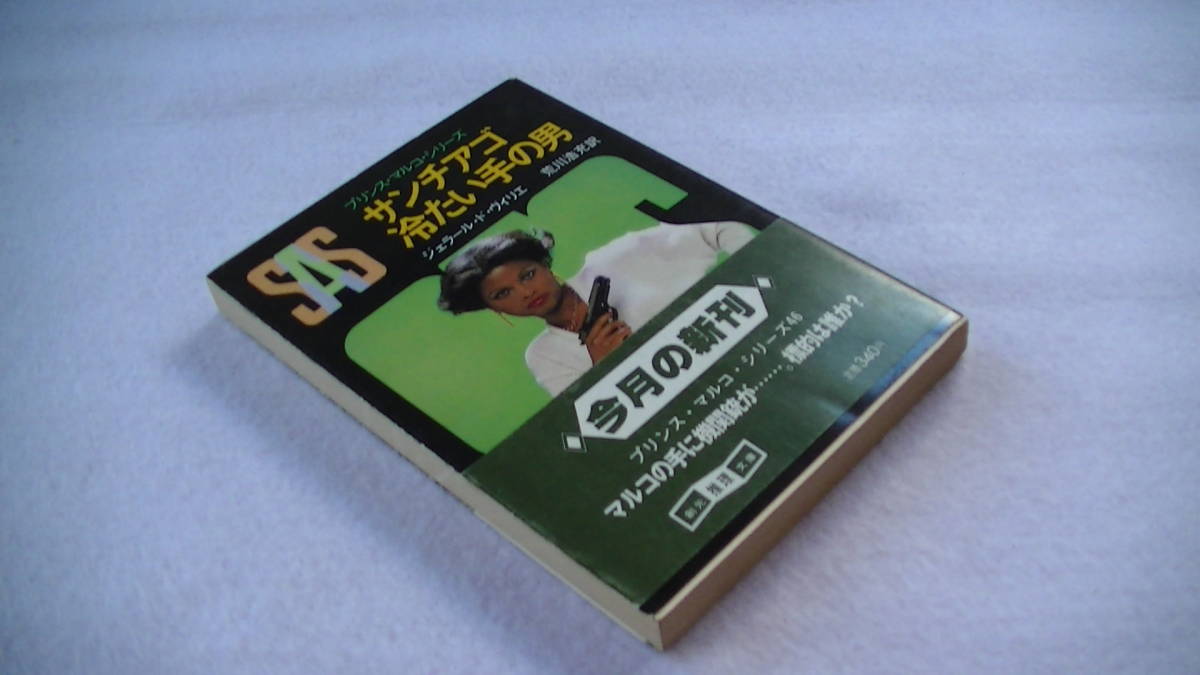 プリンス・マルコ・シリーズ
SAS
サンチアゴ
冷たい手の男
ジェラール・ド・ヴィリエ 荒川浩充訳
今月の新刊
プリンス・マルコ・シリーズ46
マルコの手に機関銃が……。標的は誰か?
創元推理文庫
定価340円